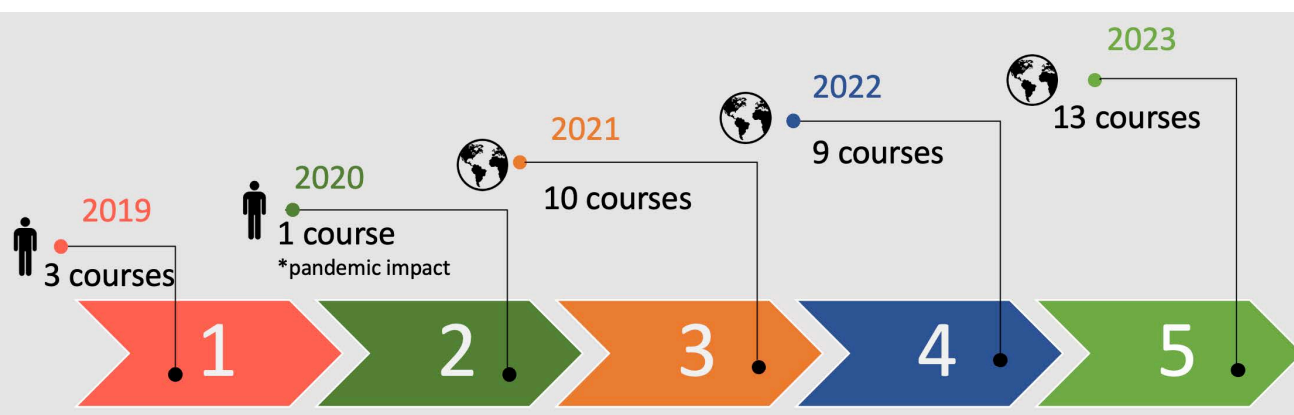 2019
3 courses
2020
1 course
*pandemic impact
2021
10 courses
2022
9 courses
2023
13 courses
1
2
3
4
5